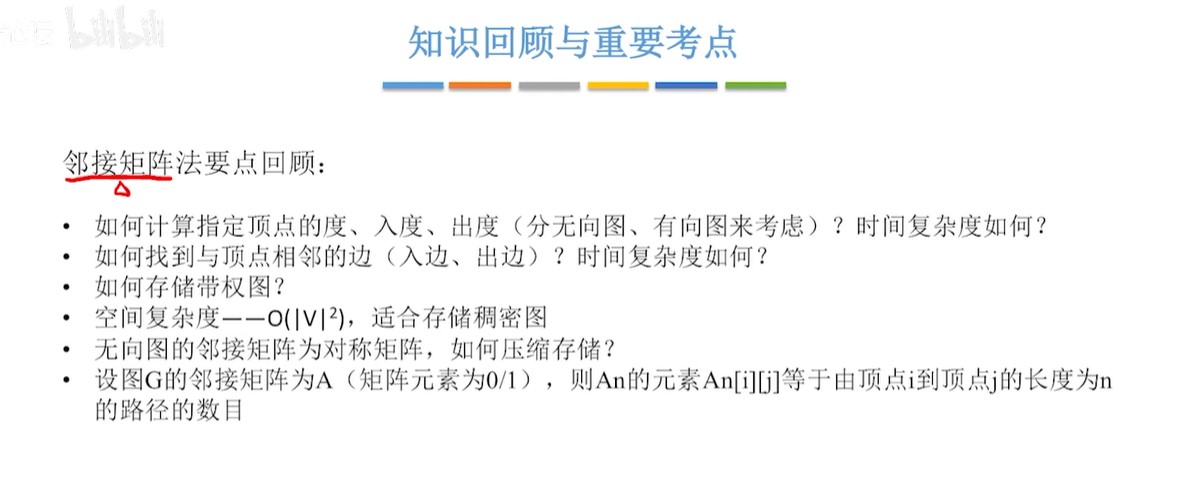 bilibili
知识回顾与重要考点
邻接矩阵法要点回顾：
• 如何计算指定顶点的度、入度、出度（分无向图、有向图来考虑）？时间复杂度如何？
• 如何找到与顶点相邻的边（入边、出边）？时间复杂度如何？
• 如何存储带权图？
• 空间复杂度——O(|V|²)，适合存储稠密图
• 无向图的邻接矩阵为对称矩阵，如何压缩存储？
• 设图G的邻接矩阵为A（矩阵元素为0/1），则An的元素An[i][j]等于由顶点i到顶点j的长度为n
的路径的数目